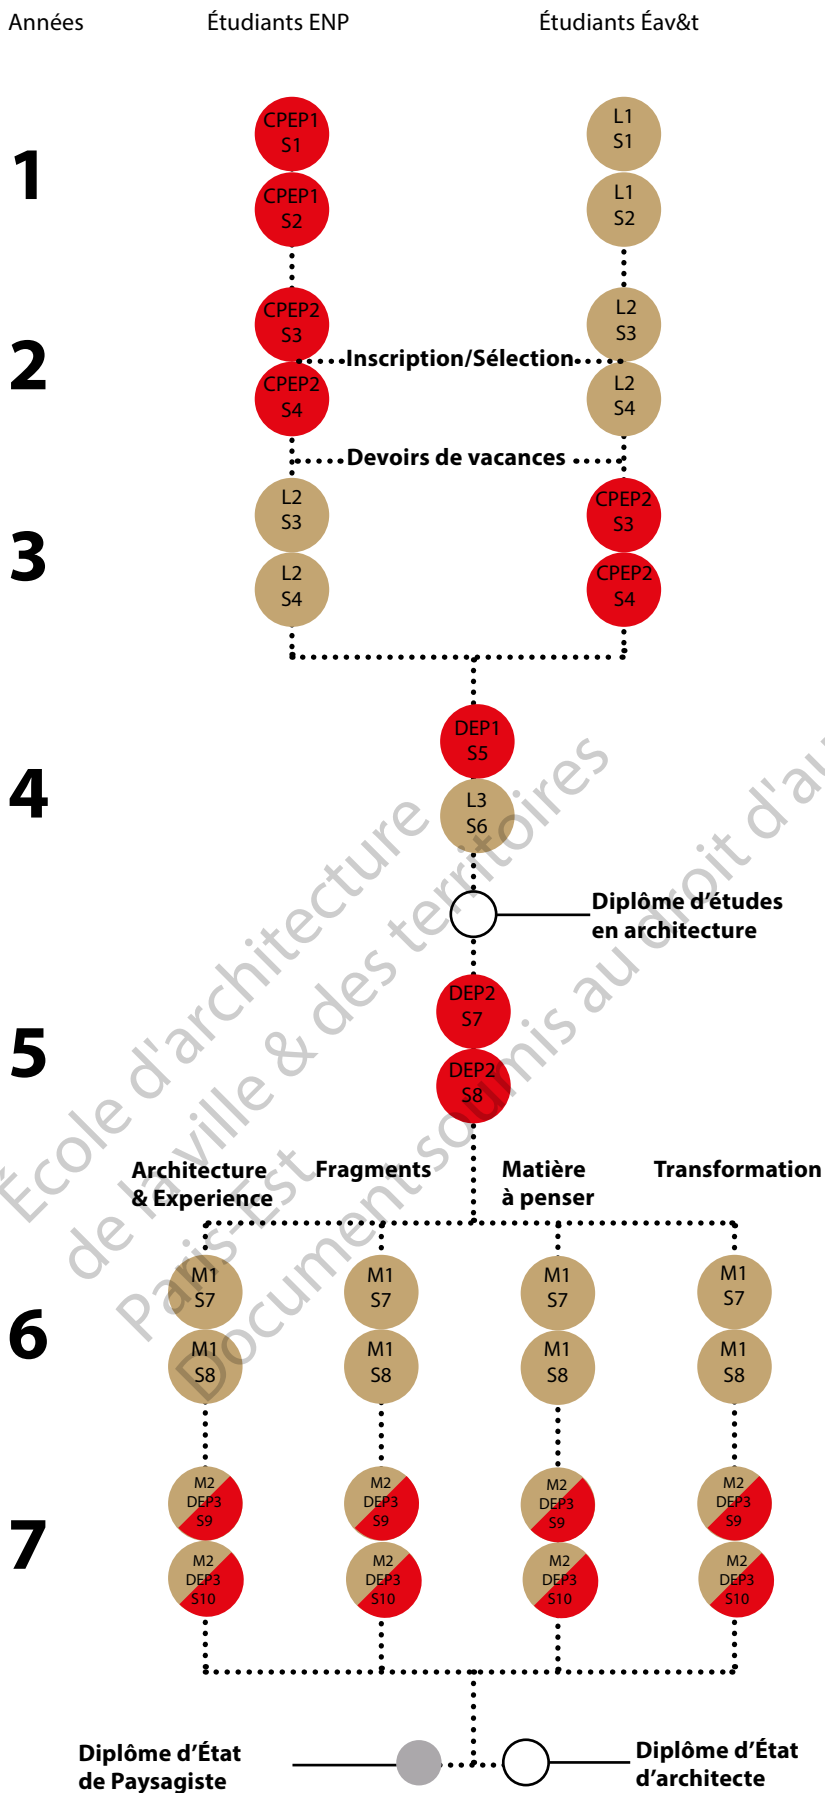 Années
Étudiants ENP
Étudiants Éav&t
1
CPEP1
S1
L1
S1
CPEP1
S2
L1
S2
2
CPEP2
S3
L2
S3
Inscription/Sélection
CPEP2
S4
L2
S4
Devoirs de vacances
3
L2
S3
CPEP2
S3
L2
S4
CPEP2
S4
4
DEP1
S5
L3
S6
Diplôme d'études
en architecture
5
DEP2
S7
DEP2
S8
Architecture
& Experience
Fragments
Matière
à penser
Transformation
6
M1
S7
M1
S7
M1
S7
M1
S7
M1
S8
M1
S8
M1
S8
M1
S8
7
M2
DEP3
S9
M2
DEP3
S9
M2
DEP3
S9
M2
DEP3
S9
M2
DEP3
S10
M2
DEP3
S10
M2
DEP3
S10
M2
DEP3
S10
Diplôme d'État
de Paysagiste
Diplôme d'État
d'architecte
École d'architecture
de la ville & des territoires
Paris-Est
Document soumis au droit d'au